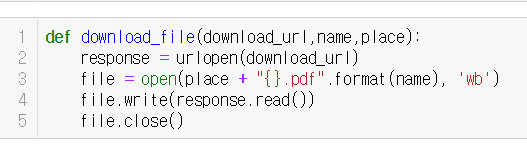 1 def download_file(download_url,name,place):
2     response = urlopen(download_url)
3     file = open(place + "{}.pdf".format(name), 'wb')
4     file.write(response.read())
5     file.close()